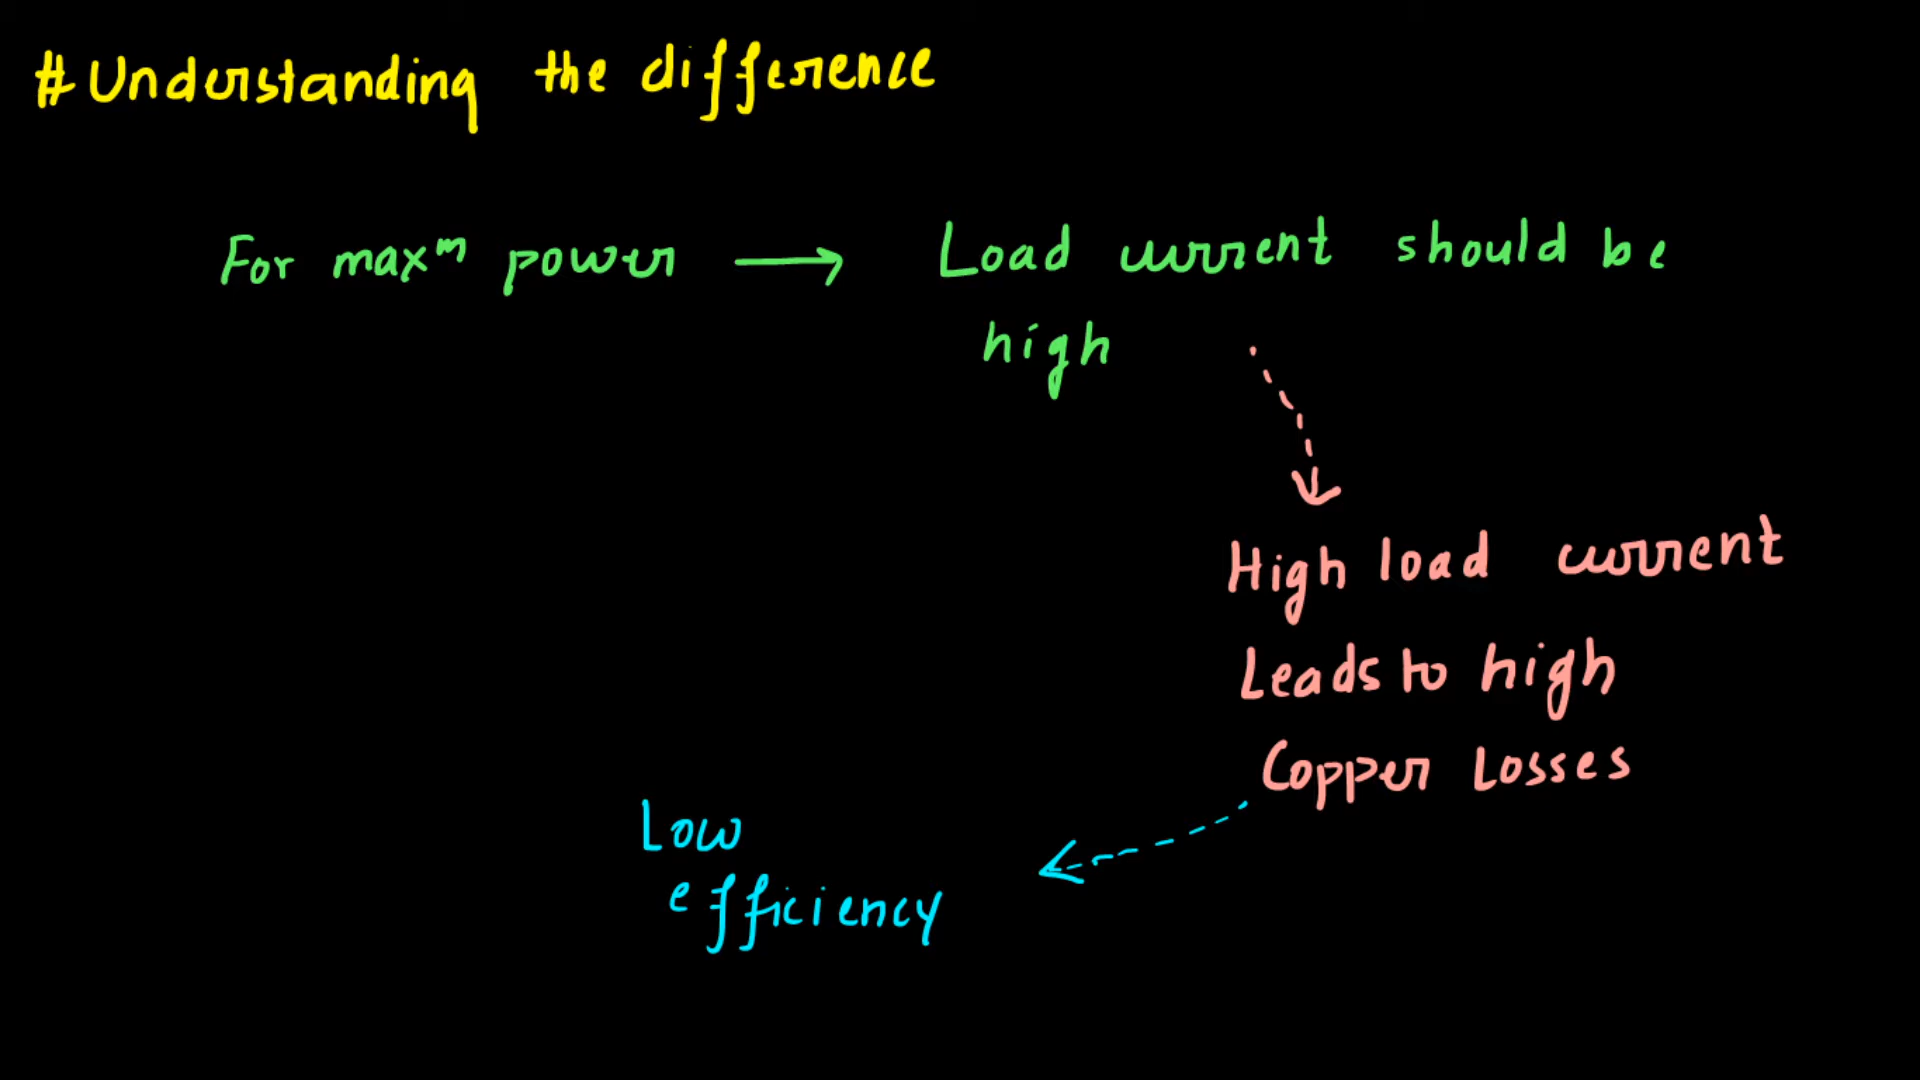 # Understanding the difference
For maxᵐ power → Load current should be
high
High load current
Leads to high
Copper Losses
Low
efficiency